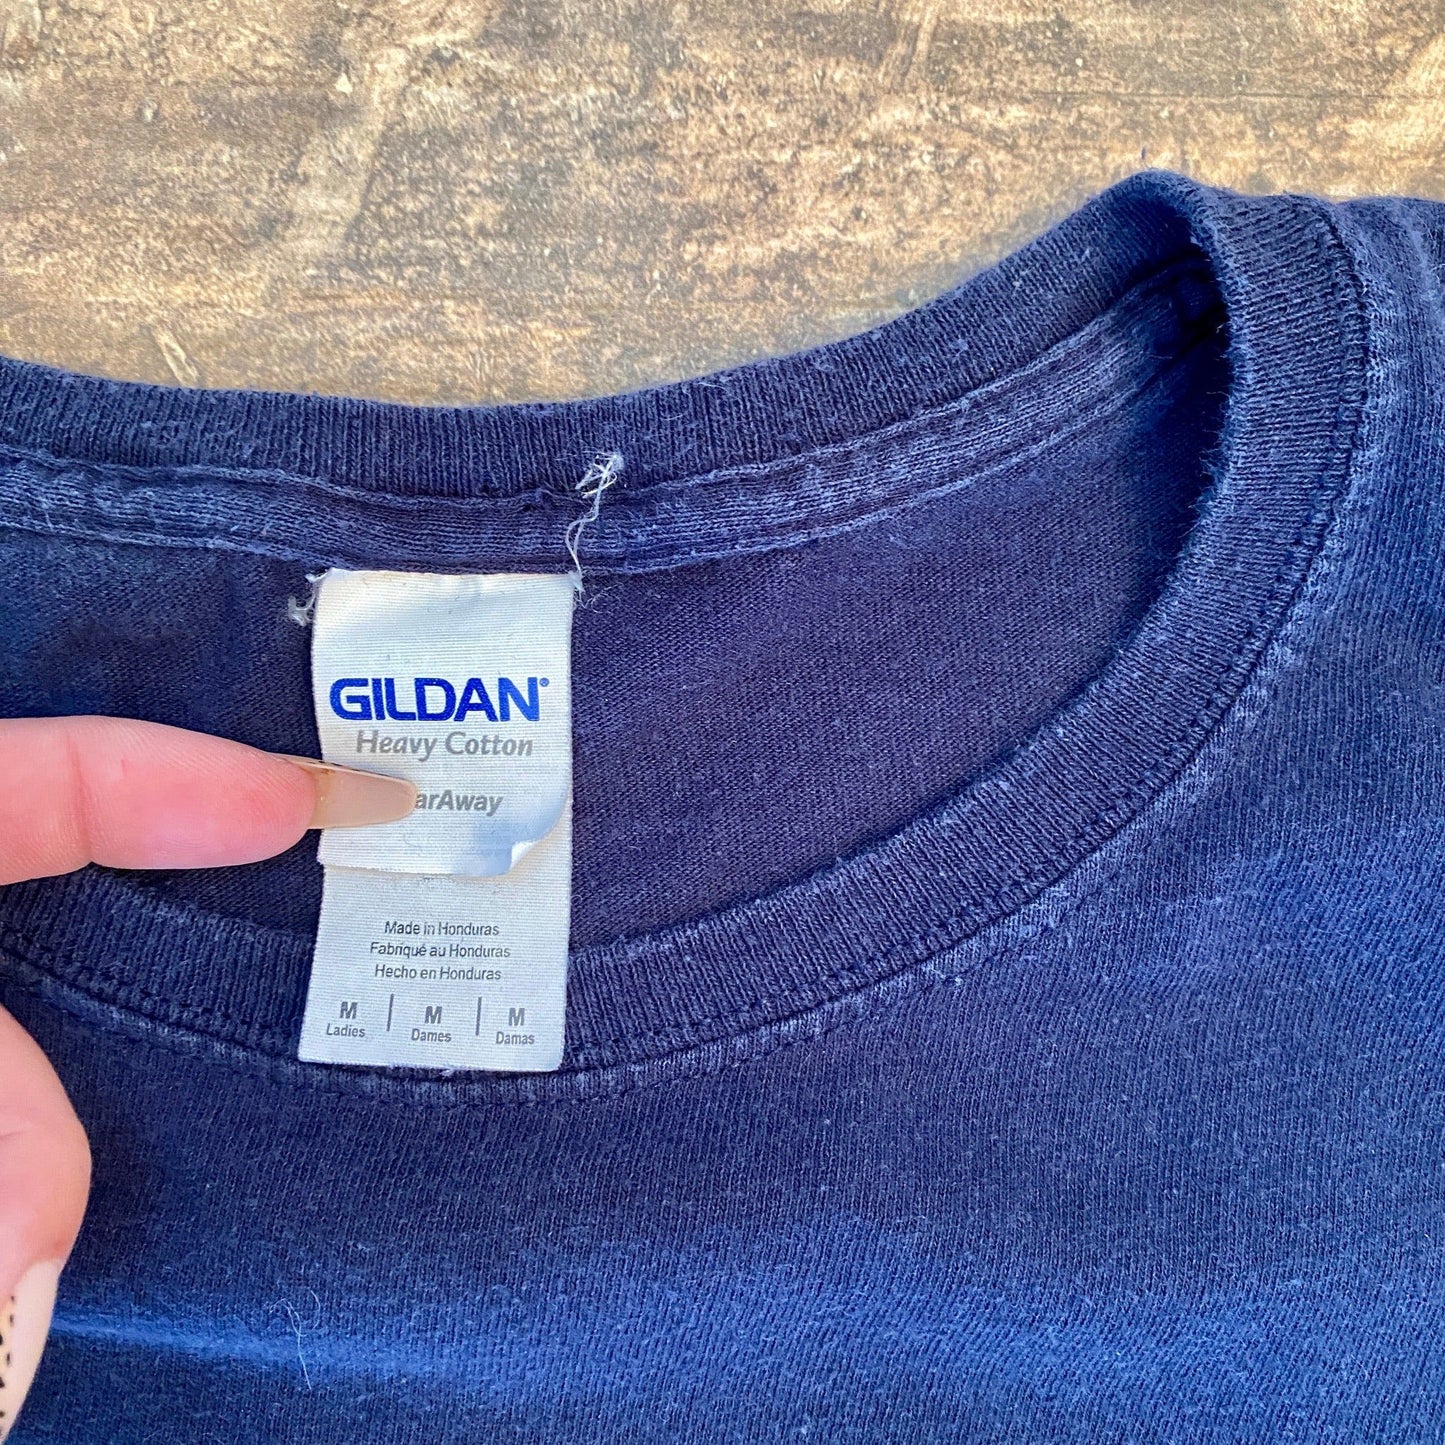 GILDAN®
Heavy Cotton
arAway
Made in Honduras
Fabriqué au Honduras
Hecho en Honduras
M | M | M
Ladies Dames Damas